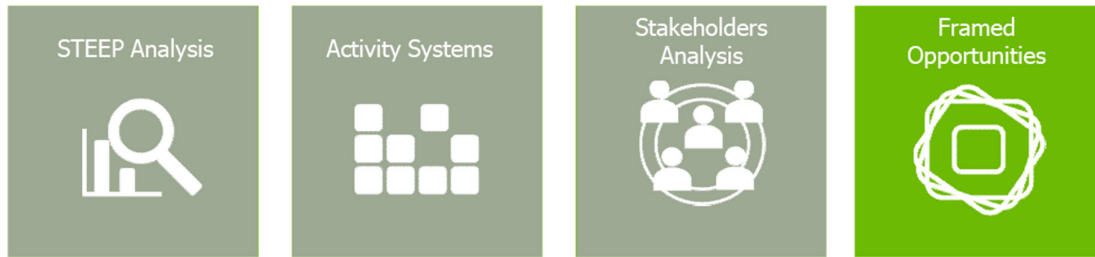 STEEP Analysis
Activity Systems
Stakeholders
Analysis
Framed
Opportunities